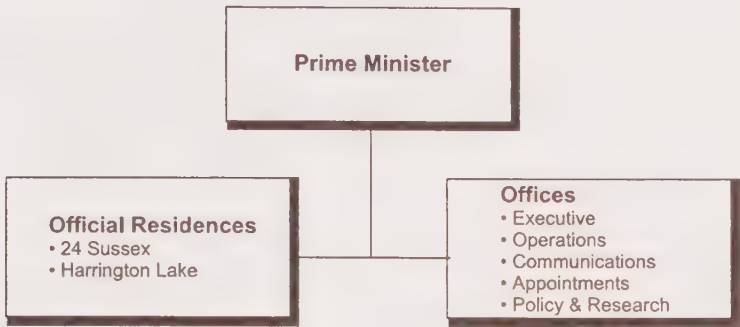 Prime Minister
Official Residences
• 24 Sussex
• Harrington Lake
Offices
• Executive
• Operations
• Communications
• Appointments
• Policy & Research